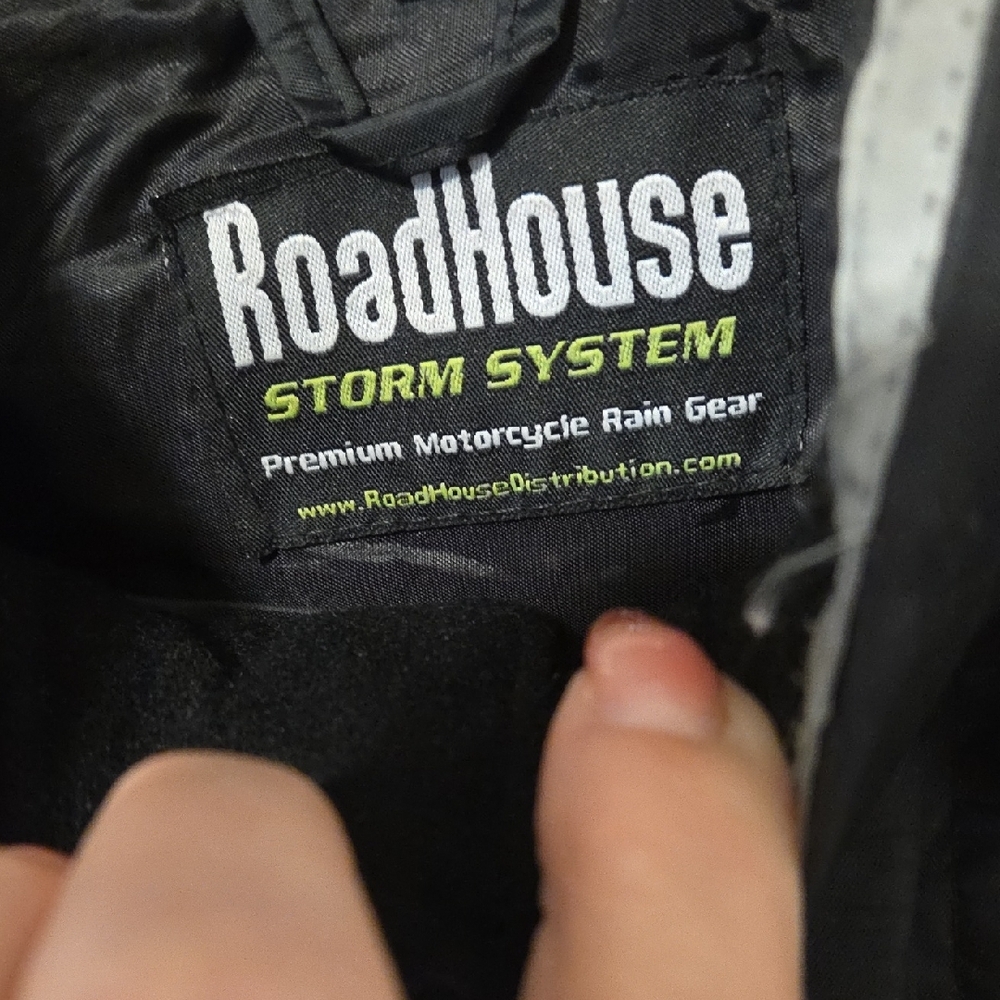 RoadHouse
STORM SYSTEM
Premium Motorcycle Rain Gear
www.RoadHouseDistribution.com